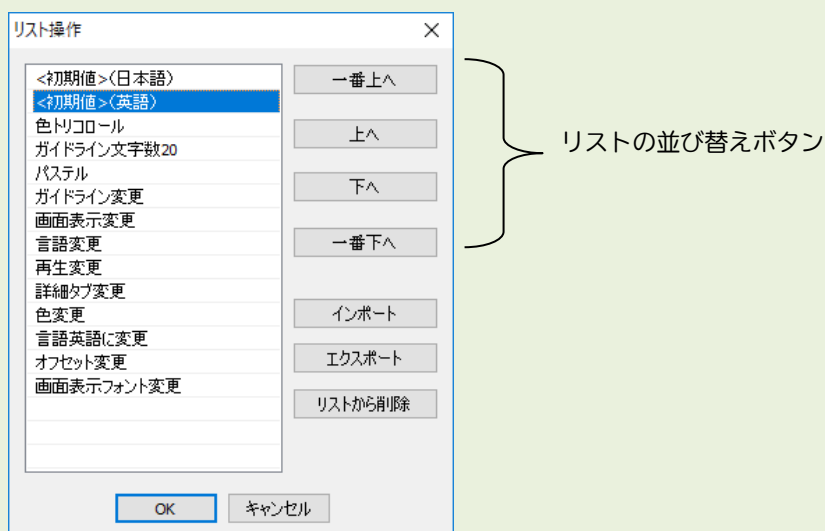 リスト操作
<初期値>(日本語)
<初期値>(英語)
色トリコロール
ガイドライン文字数20
パステル
ガイドライン変更
画面表示変更
言語変更
再生変更
詳細タブ変更
色変更
言語英語に変更
オフセット変更
画面表示フォント変更
一番上へ
上へ
下へ
一番下へ
インポート
エクスポート
リストから削除
OK
キャンセル
リストの並び替えボタン